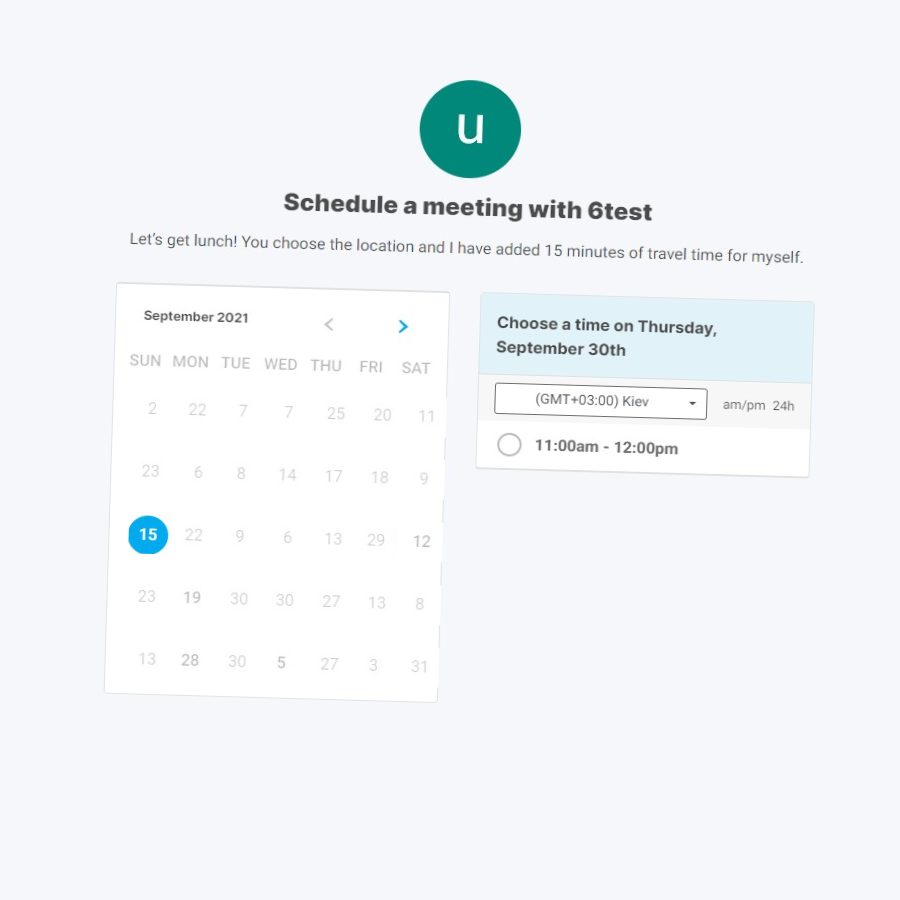 u
Schedule a meeting with 6test
Let's get lunch! You choose the location and I have added 15 minutes of travel time for myself.
September 2021
SUN MON TUE WED THU FRI SAT
2 22 7 7 25 20 11
23 6 8 14 17 18 9
15 22 9 6 13 29 12
23 19 30 30 27 13 8
13 28 30 5 27 3 31
Choose a time on Thursday,
September 30th
(GMT+03:00) Kiev am/pm 24h
11:00am - 12:00pm